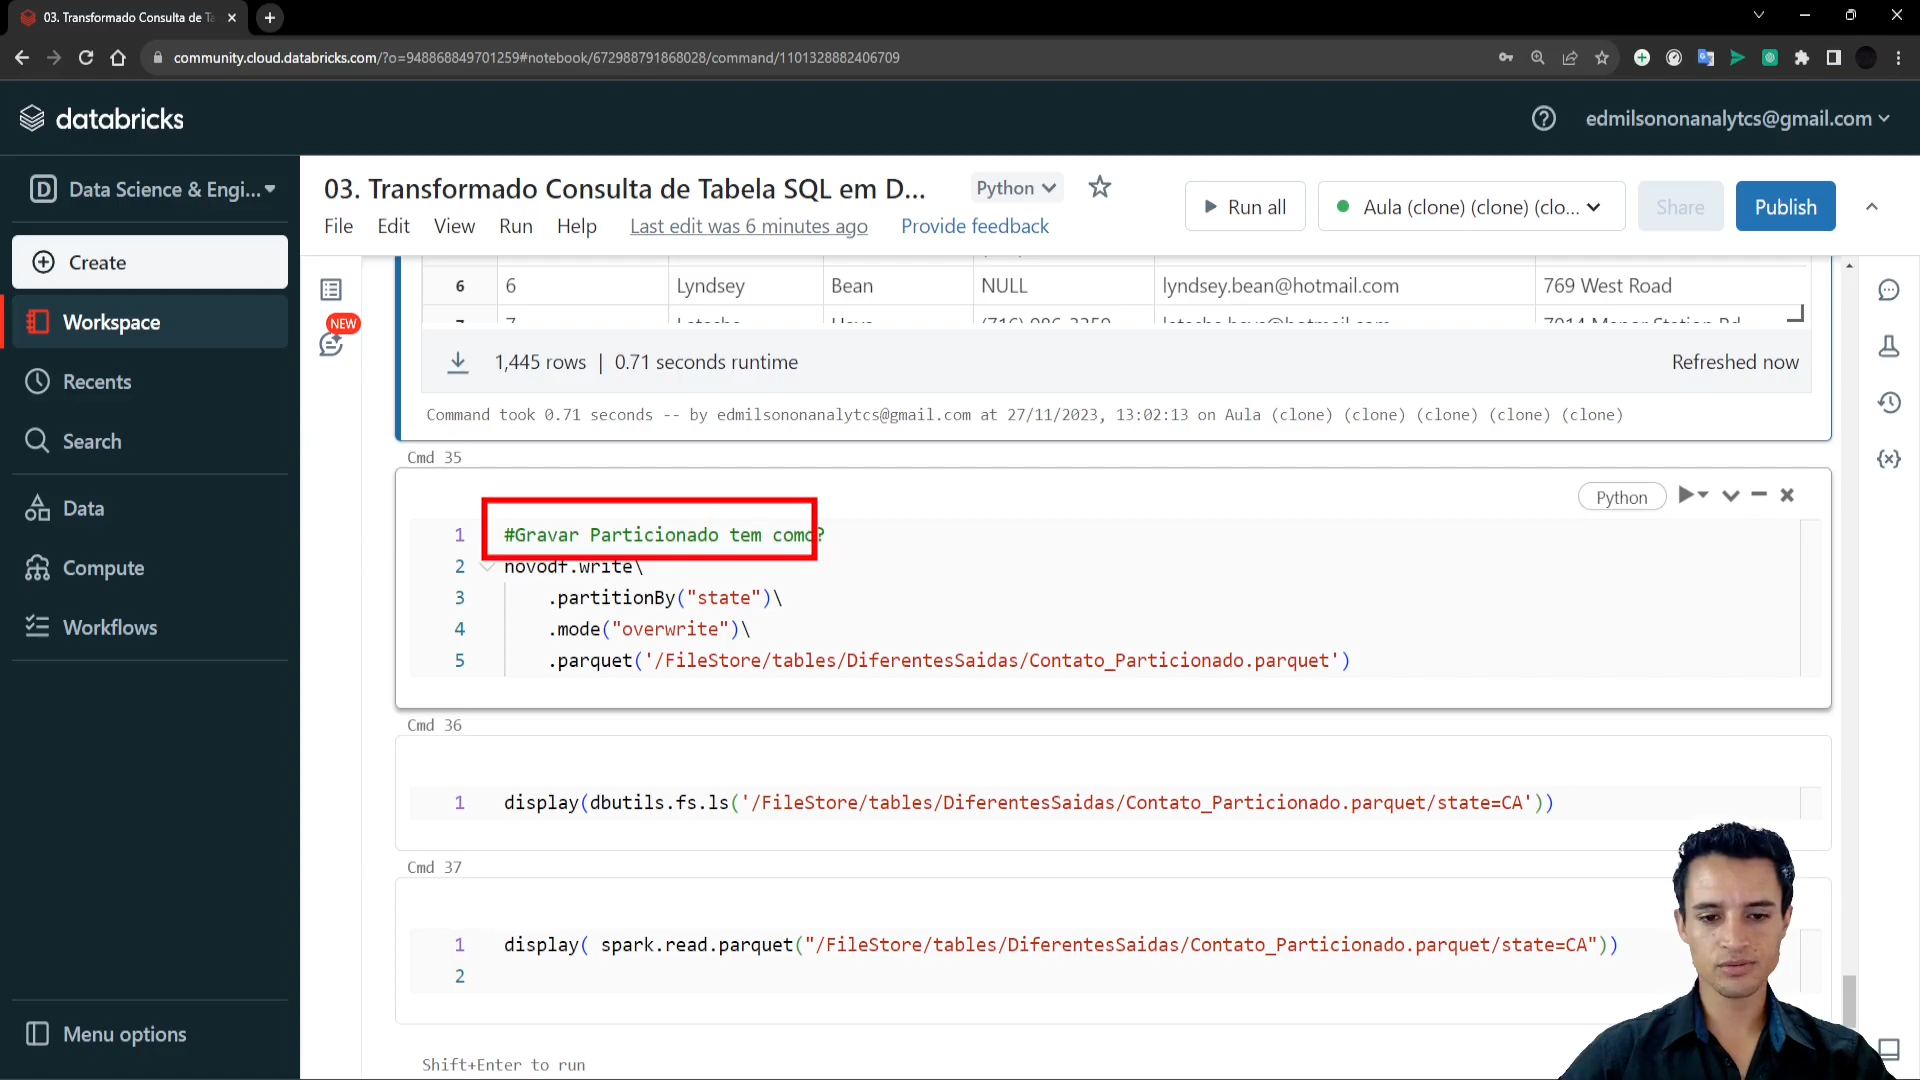 03. Transformado Consulta de Ta
community.cloud.databricks.com/?o=948868849701259#notebook/672988791868028/command/1101328882406709
databricks
edmilsononanalytcs@gmail.com
D Data Science & Engi...
03. Transformado Consulta de Tabela SQL em D...
Python
Run all
Aula (clone) (clone) (clo...
Share
Publish
File Edit View Run Help Last edit was 6 minutes ago Provide feedback
Create
Workspace
Recents
Search
Data
Compute
Workflows
Menu options
NEW
6 6 Lyndsey Bean NULL lyndsey.bean@hotmail.com 769 West Road
1,445 rows | 0.71 seconds runtime Refreshed now
Command took 0.71 seconds -- by edmilsononanalytcs@gmail.com at 27/11/2023, 13:02:13 on Aula (clone) (clone) (clone) (clone) (clone)
Cmd 35
Python
1 #Gravar Particionado tem como?
2 novodf.write\
3 .partitionBy("state")\
4 .mode("overwrite")\
5 .parquet('/FileStore/tables/DiferentesSaidas/Contato_Particionado.parquet')
Cmd 36
1 display(dbutils.fs.ls('/FileStore/tables/DiferentesSaidas/Contato_Particionado.parquet/state=CA'))
Cmd 37
1 display( spark.read.parquet("/FileStore/tables/DiferentesSaidas/Contato_Particionado.parquet/state=CA"))
2
Shift+Enter to run